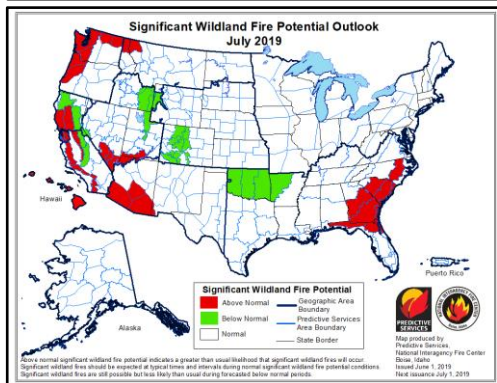 Significant Wildland Fire Potential Outlook
July 2019
Hawaii
Alaska
Puerto Rico
Significant Wildland Fire Potential
Above Normal
Below Normal
Normal
Geographic Area
Boundary
Predictive Services
Area Boundary
State Border
PREDICTIVE
SERVICES
Map produced by
Predictive Services,
National Interagency Fire Center
Boise, Idaho
Issued June 1, 2019
Next issuance July 1, 2019
Above normal significant wildland fire potential indicates a greater than usual likelihood that significant wildland fires will occur.
Significant wildland fires should be expected at typical times and intervals during normal significant wildland fire potential conditions.
Significant wildland fires are still possible but less likely than usual during forecasted below normal periods.